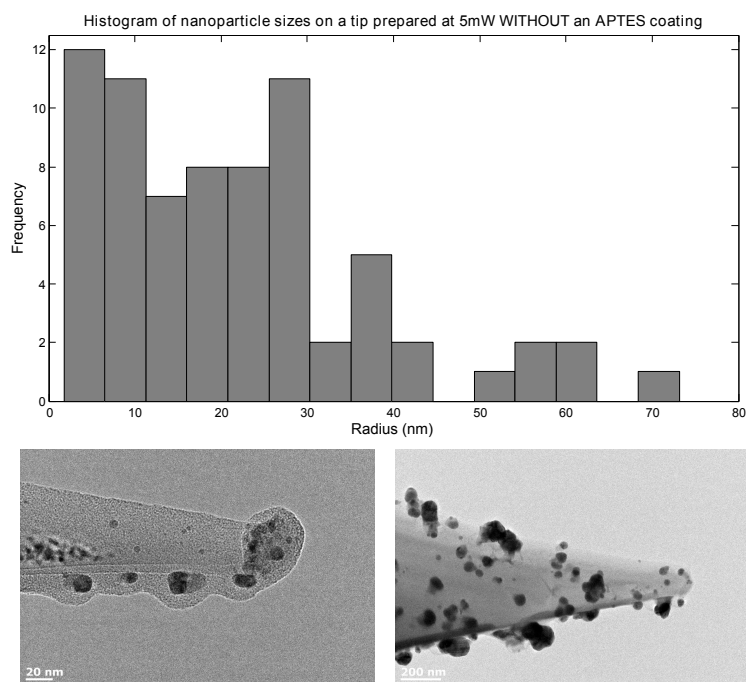 Histogram of nanoparticle sizes on a tip prepared at 5mW WITHOUT an APTES coating
12
10
8
6
4
2
0
Frequency
0 10 20 30 40 50 60 70 80
Radius (nm)
20 nm
200 nm